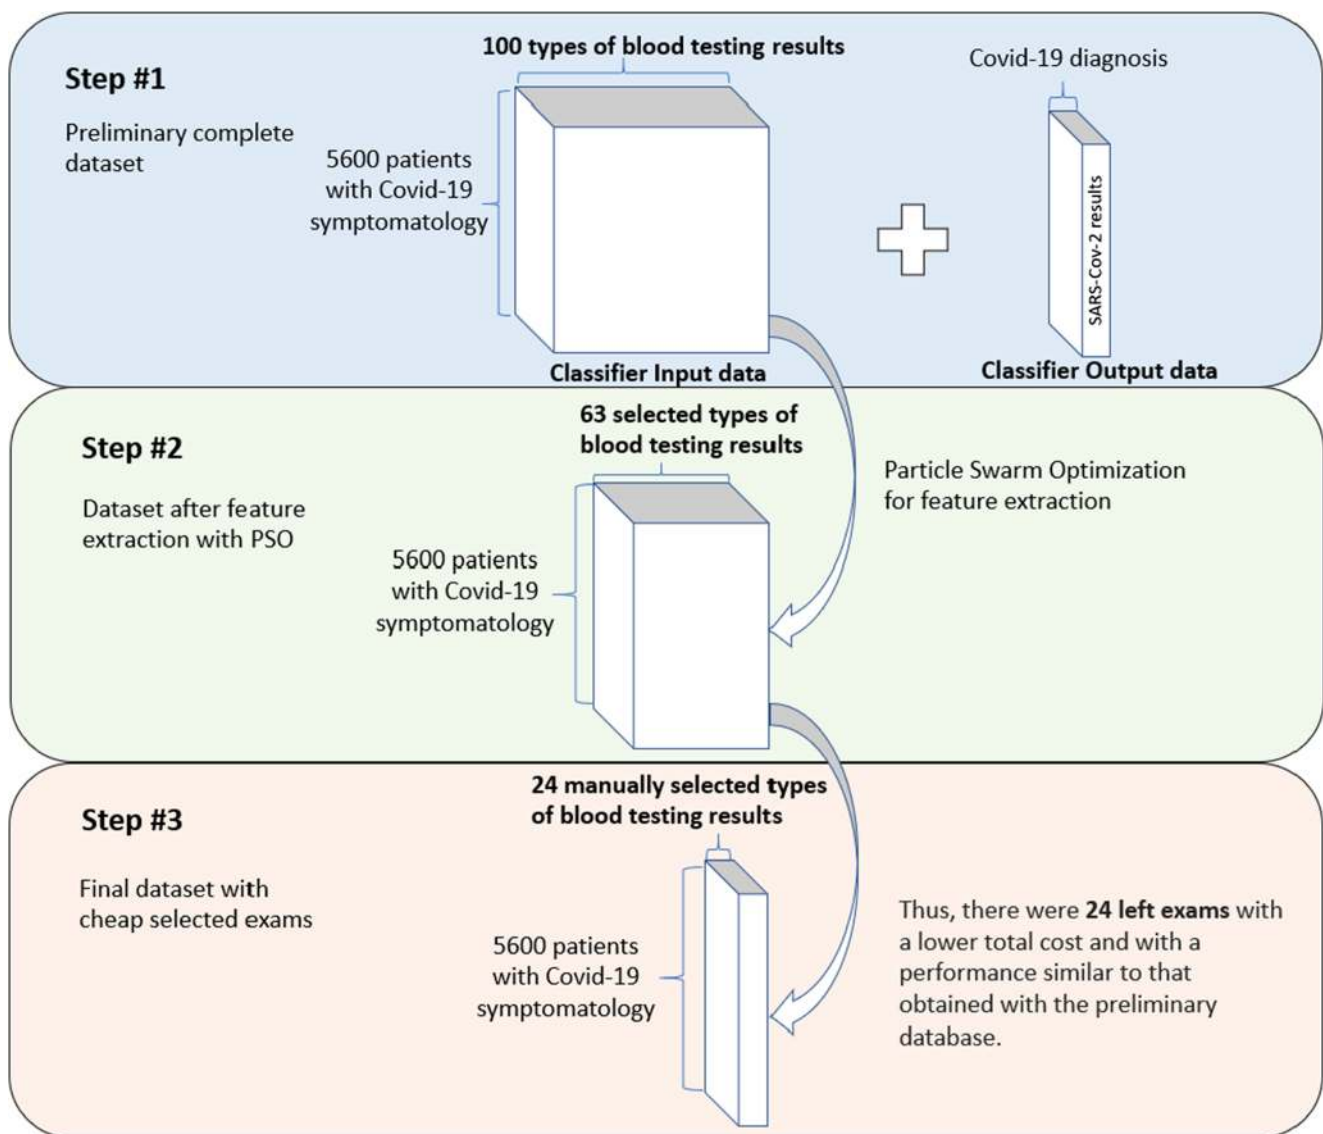 Step #1
Preliminary complete
dataset
100 types of blood testing results
5600 patients
with Covid-19
symptomatology
Classifier Input data
Covid-19 diagnosis
SARS-Cov-2 results
Classifier Output data
Step #2
Dataset after feature
extraction with PSO
63 selected types of
blood testing results
5600 patients
with Covid-19
symptomatology
Particle Swarm Optimization
for feature extraction
Step #3
Final dataset with
cheap selected exams
24 manually selected types
of blood testing results
5600 patients
with Covid-19
symptomatology
Thus, there were 24 left exams with
a lower total cost and with a
performance similar to that
obtained with the preliminary
database.